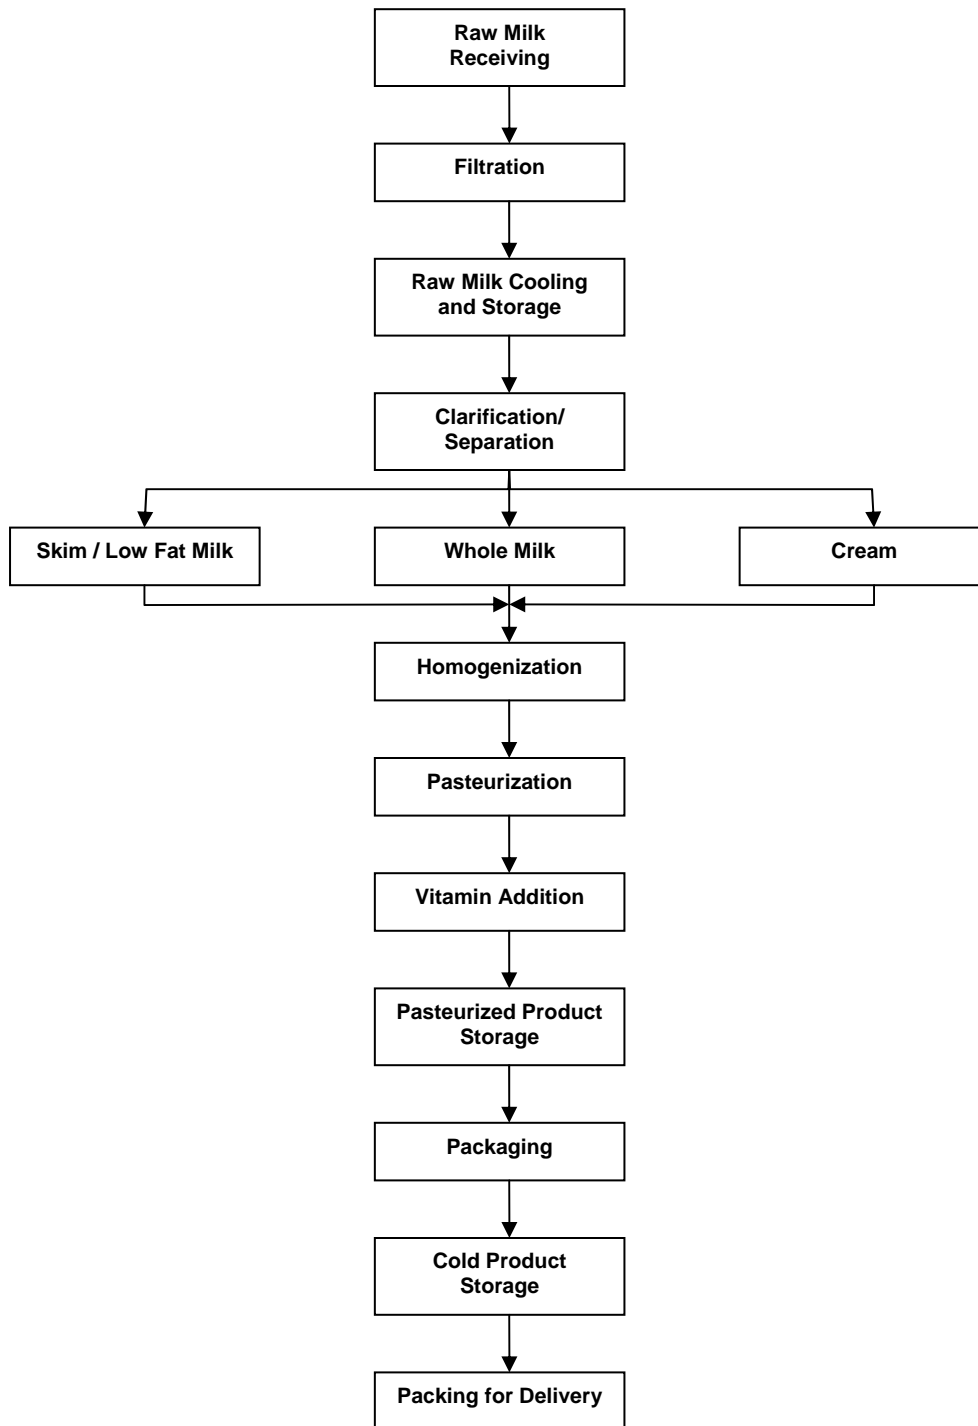 Raw Milk
Receiving
Filtration
Raw Milk Cooling
and Storage
Clarification/
Separation
Skim / Low Fat Milk
Whole Milk
Cream
Homogenization
Pasteurization
Vitamin Addition
Pasteurized Product
Storage
Packaging
Cold Product
Storage
Packing for Delivery